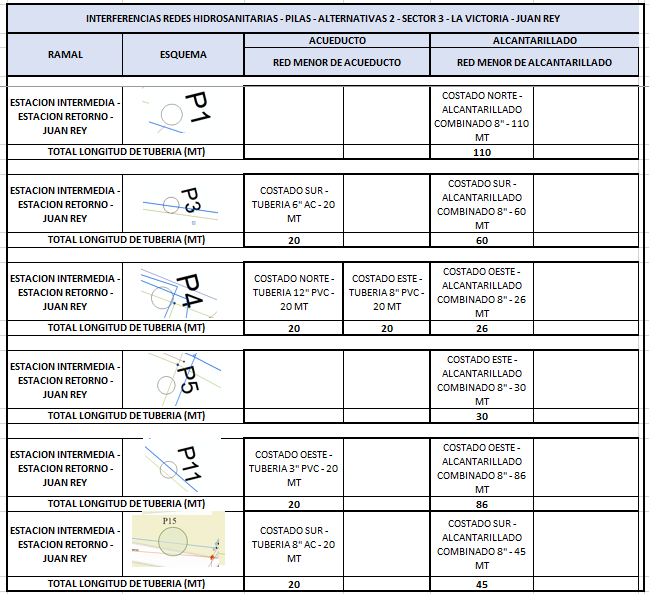 INTERFERENCIAS REDES HIDROSANITARIAS - PILAS - ALTERNATIVAS 2 - SECTOR 3 - LA VICTORIA - JUAN REY
RAMAL
ESQUEMA
ACUEDUCTO
ALCANTARILLADO
RED MENOR DE ACUEDUCTO
RED MENOR DE ALCANTARILLADO
ESTACION INTERMEDIA -
ESTACION RETORNO -
JUAN REY
P1
COSTADO NORTE -
ALCANTARILLADO
COMBINADO 8" - 110
MT
TOTAL LONGITUD DE TUBERIA (MT)
110
ESTACION INTERMEDIA -
ESTACION RETORNO -
JUAN REY
P3
COSTADO SUR -
TUBERIA 6" AC - 20
MT
COSTADO SUR -
ALCANTARILLADO
COMBINADO 8" - 60
MT
TOTAL LONGITUD DE TUBERIA (MT)
20
60
ESTACION INTERMEDIA -
ESTACION RETORNO -
JUAN REY
P4
COSTADO NORTE -
TUBERIA 12" PVC -
20 MT
COSTADO ESTE -
TUBERIA 8" PVC -
20 MT
COSTADO OESTE -
ALCANTARILLADO
COMBINADO 8" - 26
MT
TOTAL LONGITUD DE TUBERIA (MT)
20
20
26
ESTACION INTERMEDIA -
ESTACION RETORNO -
JUAN REY
P5
COSTADO ESTE -
ALCANTARILLADO
COMBINADO 8" - 30
MT
TOTAL LONGITUD DE TUBERIA (MT)
30
ESTACION INTERMEDIA -
ESTACION RETORNO -
JUAN REY
P11
COSTADO OESTE -
TUBERIA 3" PVC - 20
MT
COSTADO OESTE -
ALCANTARILLADO
COMBINADO 8" - 86
MT
TOTAL LONGITUD DE TUBERIA (MT)
20
86
ESTACION INTERMEDIA -
ESTACION RETORNO -
JUAN REY
P15
COSTADO SUR -
TUBERIA 8" AC - 20
MT
COSTADO SUR -
ALCANTARILLADO
COMBINADO 8" - 45
MT
TOTAL LONGITUD DE TUBERIA (MT)
20
45